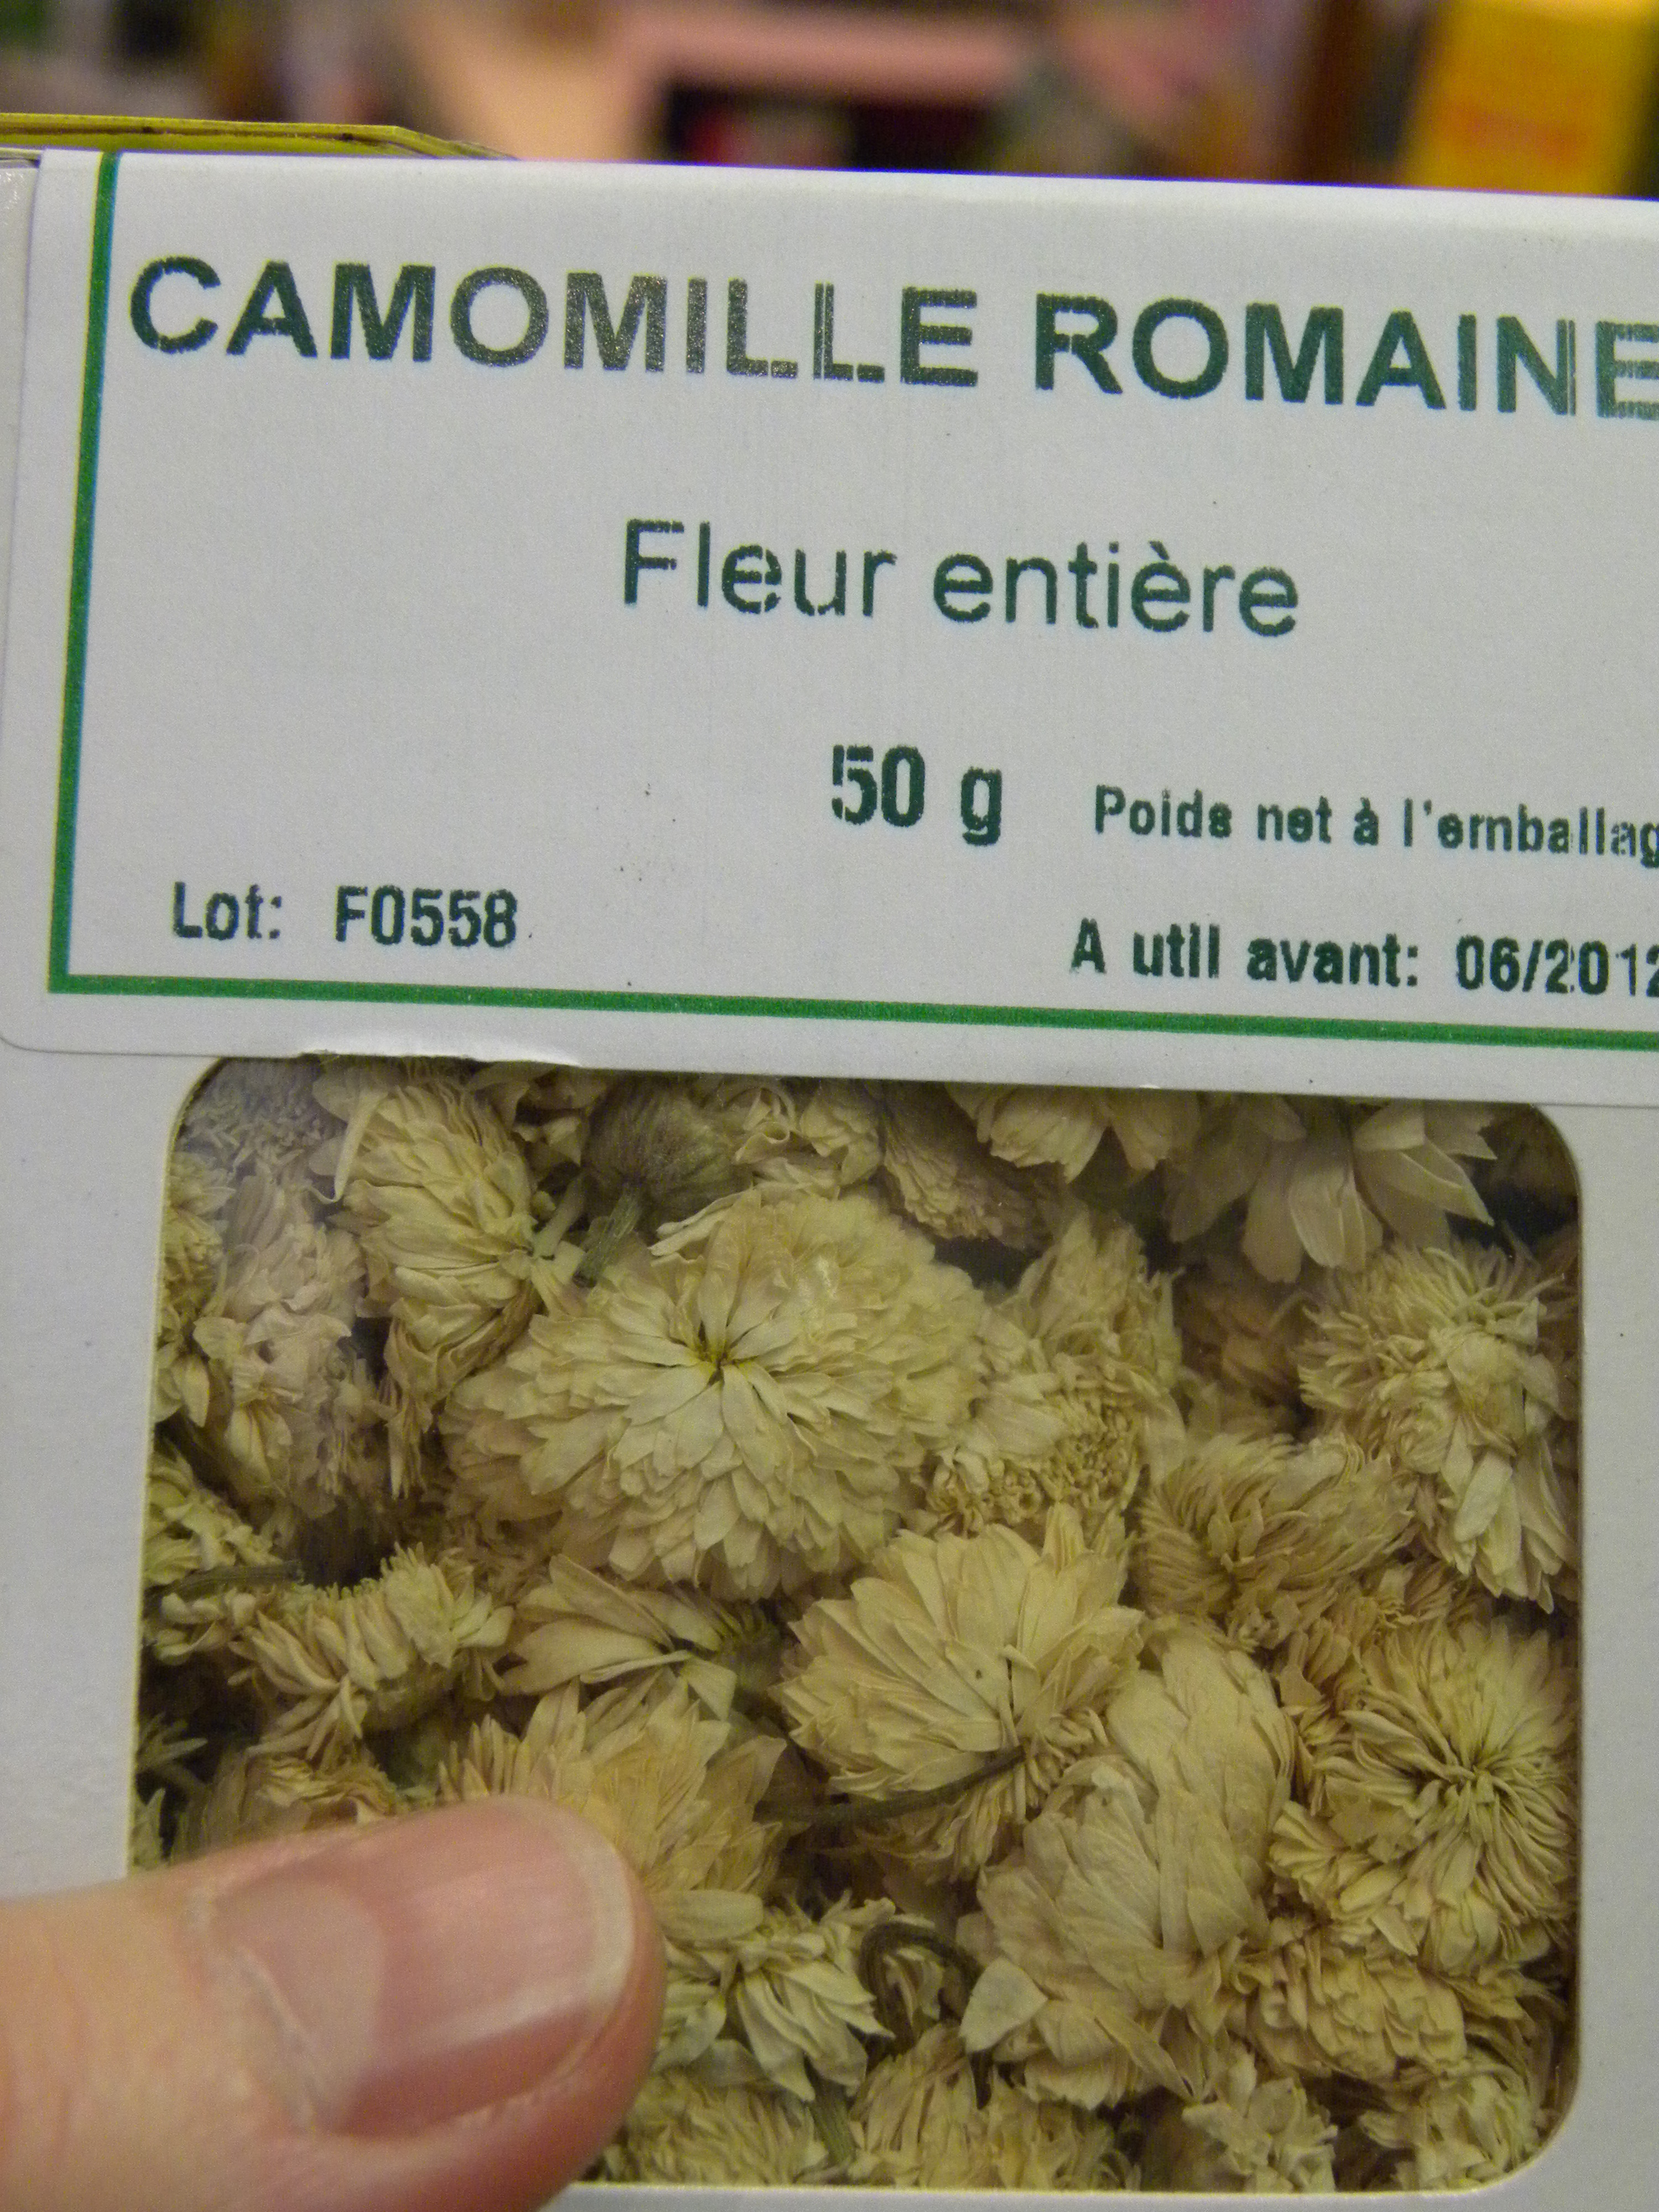 CAMOMILLE ROMAINE
Fleur entière
50 g Poids net à l'emballag
Lot: F0558
A util avant: 06/2012